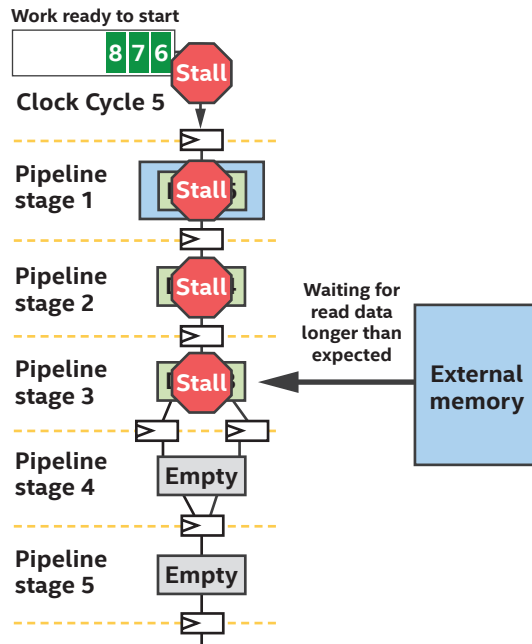 Work ready to start
8 7 6
Stall
Clock Cycle 5
Pipeline
stage 1
Stall
Pipeline
stage 2
Stall
Waiting for
read data
longer than
expected
Pipeline
stage 3
Stall
External
memory
Pipeline
stage 4
Empty
Pipeline
stage 5
Empty